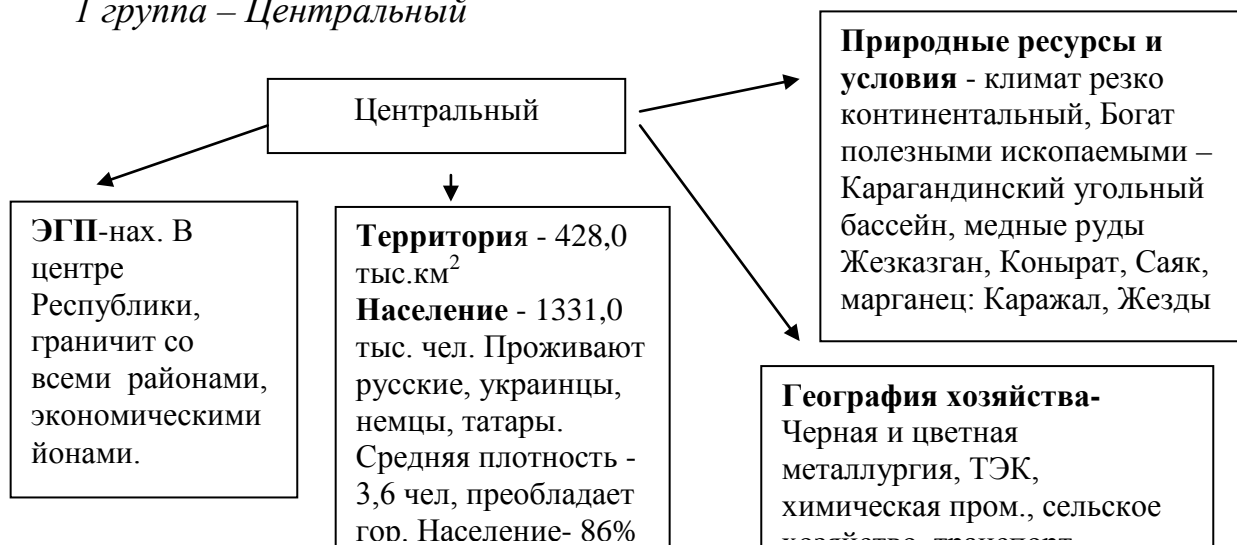 1 группа – Центральный
Центральный
ЭГП-нах. В
центре
Республики,
граничит со
всеми районами,
экономическими
йонами.
Территория - 428,0
тыс.км²
Население - 1331,0
тыс. чел. Проживают
русские, украинцы,
немцы, татары.
Средняя плотность -
3,6 чел, преобладает
гор. Население- 86%
Природные ресурсы и
условия - климат резко
континентальный, Богат
полезными ископаемыми –
Карагандинский угольный
бассейн, медные руды
Жезказган, Конырат, Саяк,
марганец: Каражал, Жезды
География хозяйства-
Черная и цветная
металлургия, ТЭК,
химическая пром., сельское
хозяйство, транспорт